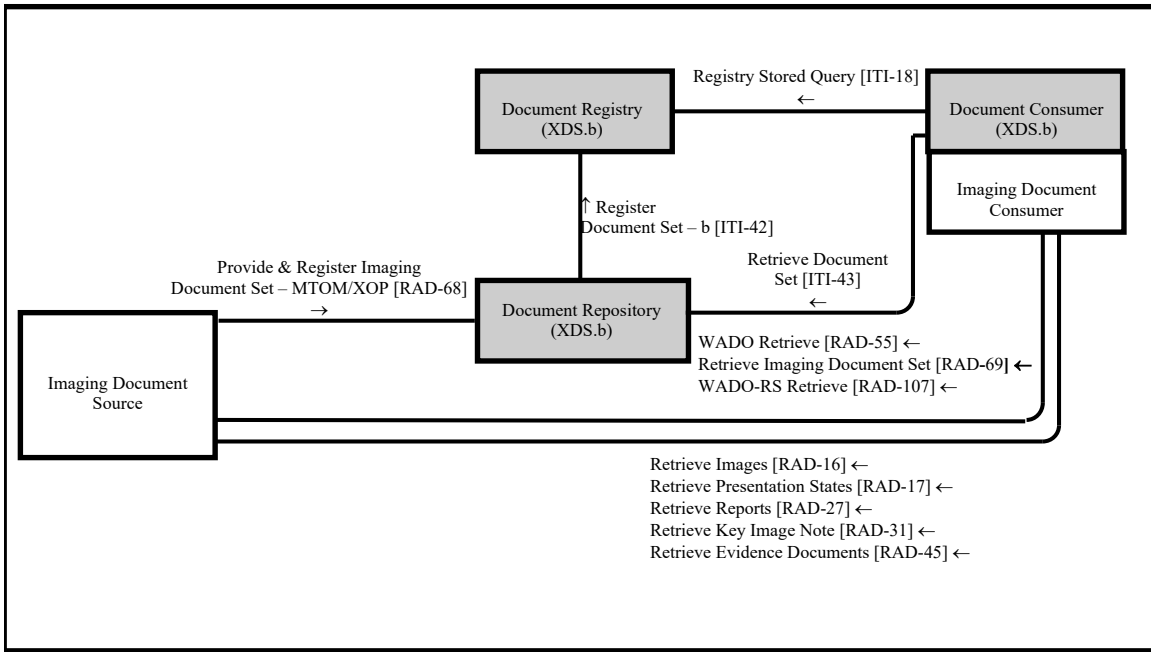 Registry Stored Query [ITI-18]
←
Document Registry
(XDS.b)
Document Consumer
(XDS.b)
Imaging Document
Consumer
↑ Register
Document Set – b [ITI-42]
Retrieve Document
Set [ITI-43]
←
Provide & Register Imaging
Document Set – MTOM/XOP [RAD-68]
→
Document Repository
(XDS.b)
WADO Retrieve [RAD-55] ←
Retrieve Imaging Document Set [RAD-69] ←
WADO-RS Retrieve [RAD-107] ←
Imaging Document
Source
Retrieve Images [RAD-16] ←
Retrieve Presentation States [RAD-17] ←
Retrieve Reports [RAD-27] ←
Retrieve Key Image Note [RAD-31] ←
Retrieve Evidence Documents [RAD-45] ←